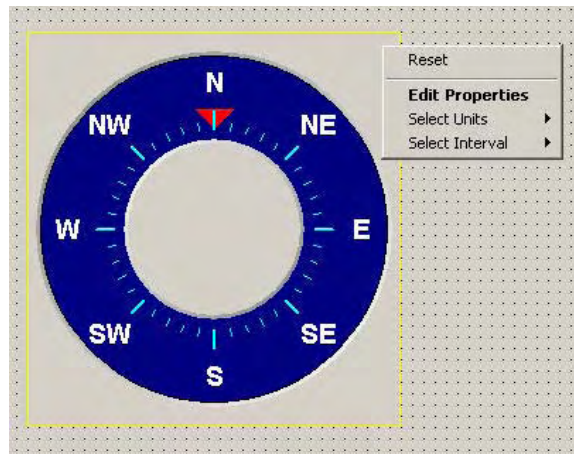 N
NW
NE
W
E
SW
SE
S
Reset
Edit Properties
Select Units
Select Interval